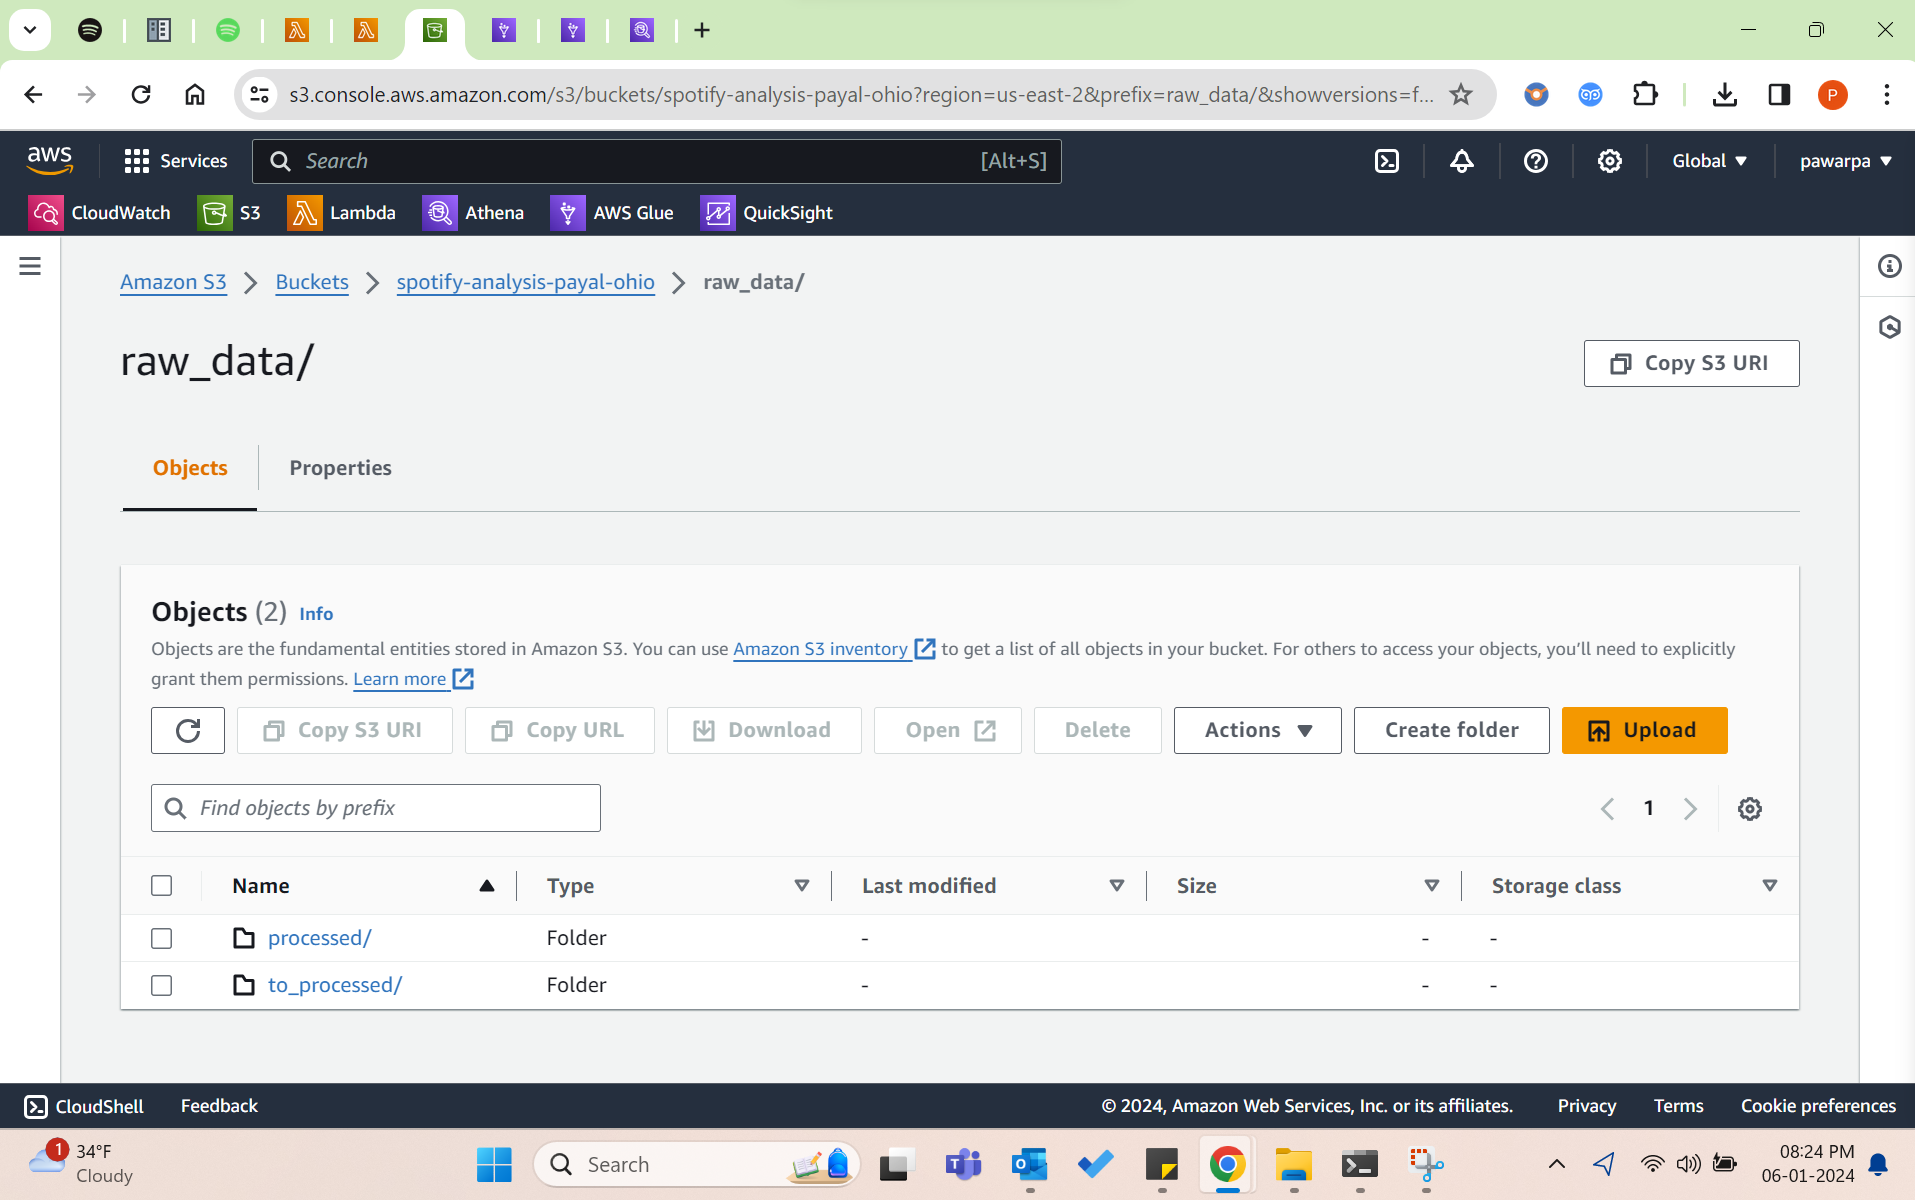 s3.console.aws.amazon.com/s3/buckets/spotify-analysis-payal-ohio?region=us-east-2&prefix=raw_data/&showversions=f...
P
aws
Services
Search
[Alt+S]
Global
pawarpa
CloudWatch
S3
Lambda
Athena
AWS Glue
QuickSight
Amazon S3
Buckets
spotify-analysis-payal-ohio
raw_data/
raw_data/
Copy S3 URI
Objects
Properties
Objects (2) Info
Objects are the fundamental entities stored in Amazon S3. You can use Amazon S3 inventory to get a list of all objects in your bucket. For others to access your objects, you’ll need to explicitly
grant them permissions. Learn more
Copy S3 URI
Copy URL
Download
Open
Delete
Actions
Create folder
Upload
Find objects by prefix
1
Name
Type
Last modified
Size
Storage class
processed/
Folder
-
-
-
to_processed/
Folder
-
-
-
CloudShell
Feedback
© 2024, Amazon Web Services, Inc. or its affiliates.
Privacy
Terms
Cookie preferences
1
34°F
Cloudy
Search
08:24 PM
06-01-2024